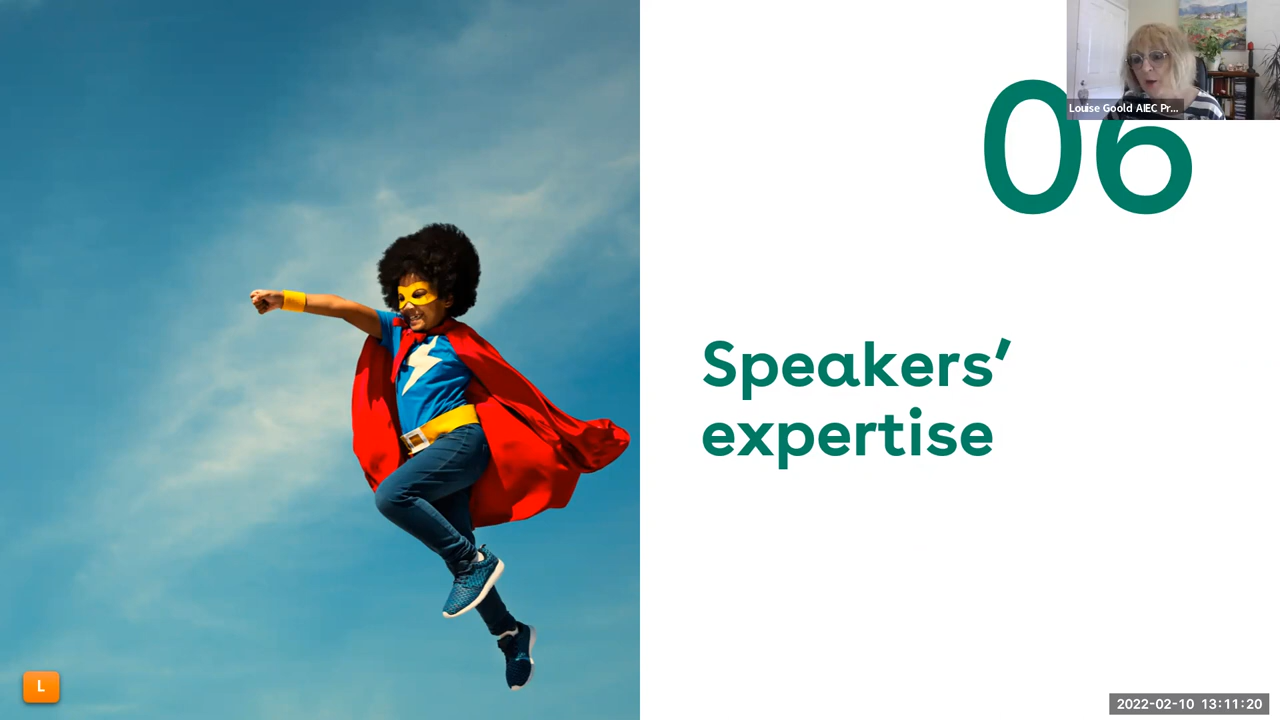 06
Louise Goold AIEC Pr...
Speakers’
expertise
L
2022-02-10 13:11:20